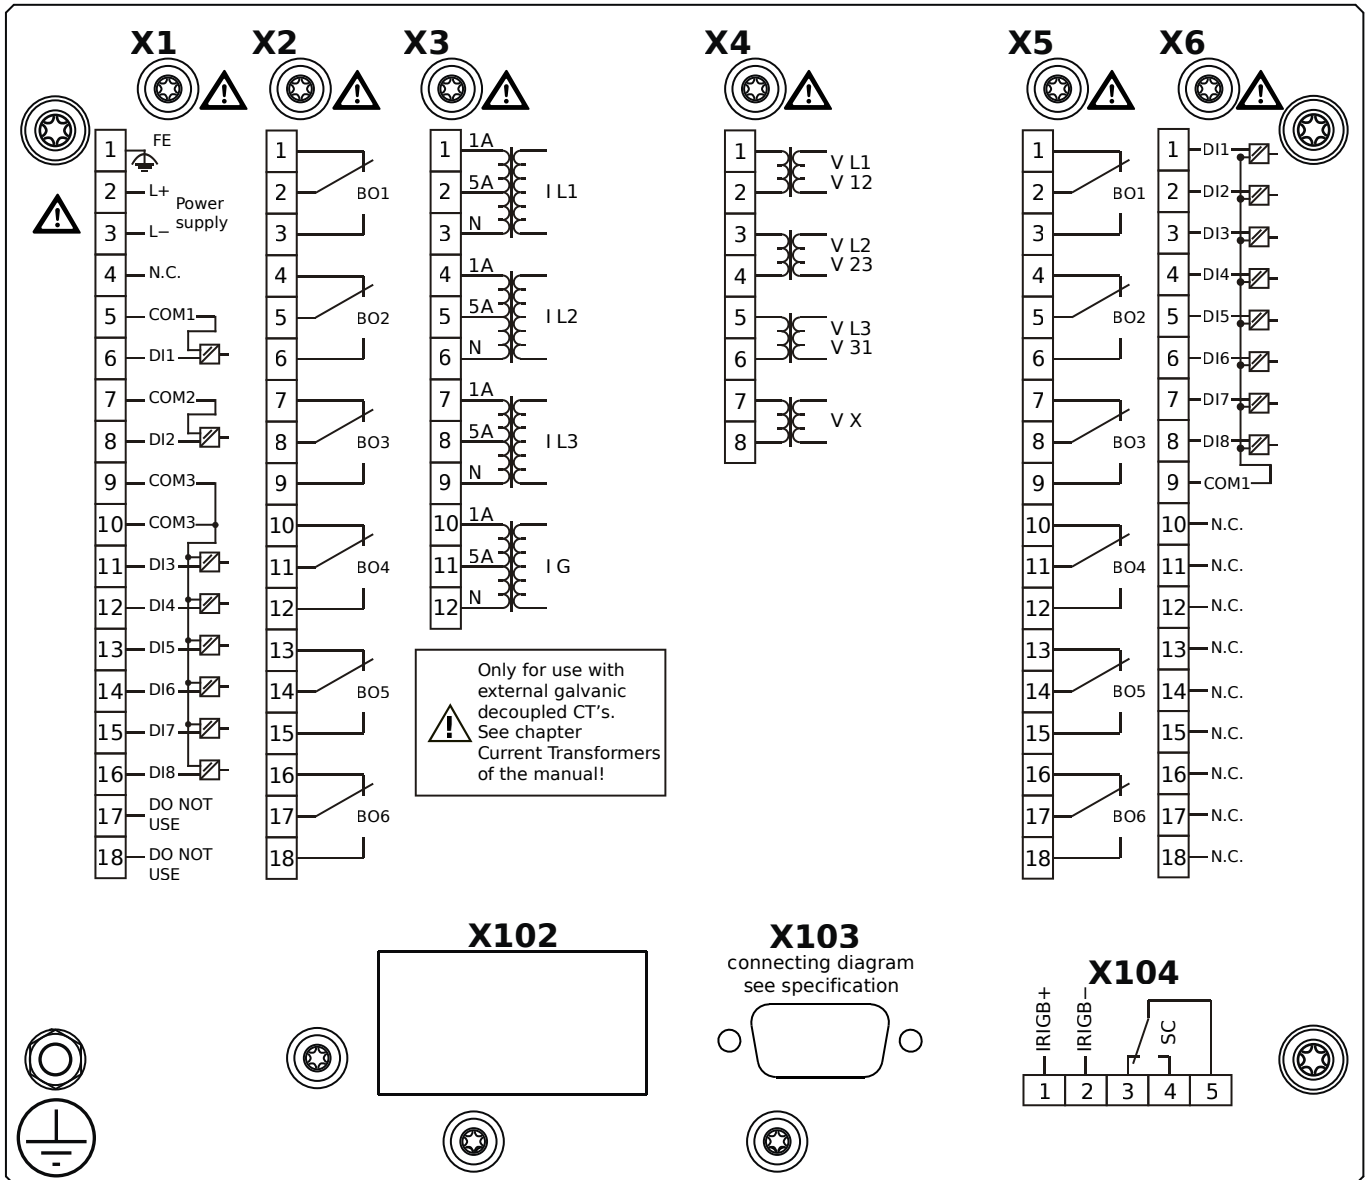 X1
X2
X3
X4
X5
X6
1 FE
2 L+
Power
supply
3 L−
4 N.C.
5 COM1
6 DI1
7 COM2
8 DI2
9 COM3
10 COM3
11 DI3
12 DI4
13 DI5
14 DI6
15 DI7
16 DI8
17 DO NOT
USE
18 DO NOT
USE
1
2 BO1
3
4
5 BO2
6
7
8 BO3
9
10
11 BO4
12
13
14 BO5
15
16
17 BO6
18
1 1A
2 5A I L1
3 N
4 1A
5 5A I L2
6 N
7 1A
8 5A I L3
9 N
10 1A
11 5A I G
12 N
Only for use with
external galvanic
decoupled CT's.
See chapter
Current Transformers
of the manual!
1 V L1
2 V 12
3 V L2
4 V 23
5 V L3
6 V 31
7 V X
8
1
2 BO1
3
4
5 BO2
6
7
8 BO3
9
10
11 BO4
12
13
14 BO5
15
16
17 BO6
18
1 DI1
2 DI2
3 DI3
4 DI4
5 DI5
6 DI6
7 DI7
8 DI8
9 COM1
10 N.C.
11 N.C.
12 N.C.
13 N.C.
14 N.C.
15 N.C.
16 N.C.
17 N.C.
18 N.C.
X102
X103
connecting diagram
see specification
X104
IRIGB+
IRIGB−
SC
1 2 3 4 5